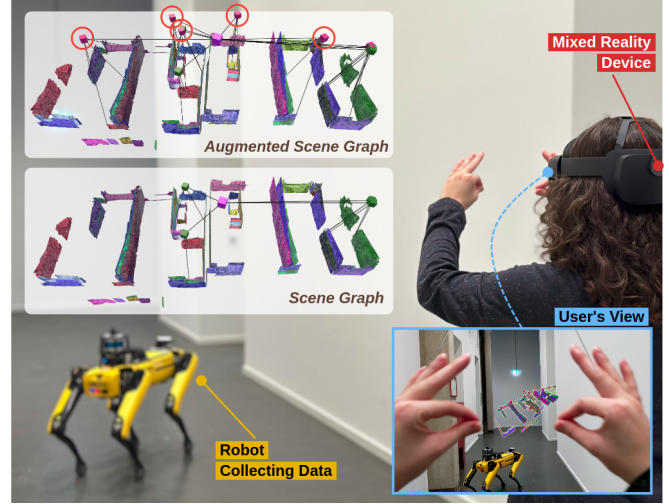 Augmented Scene Graph
Mixed Reality
Device
Scene Graph
User's View
Robot
Collecting Data